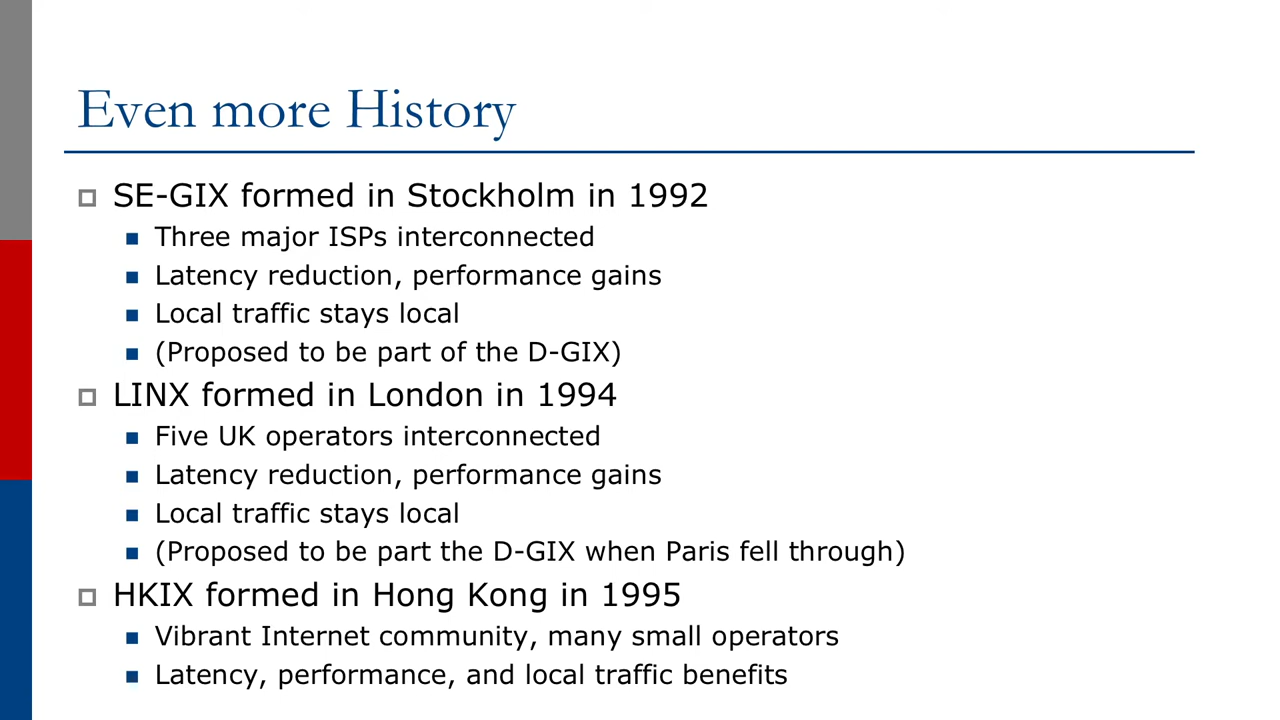 Even more History
SE-GIX formed in Stockholm in 1992
Three major ISPs interconnected
Latency reduction, performance gains
Local traffic stays local
(Proposed to be part of the D-GIX)
LINX formed in London in 1994
Five UK operators interconnected
Latency reduction, performance gains
Local traffic stays local
(Proposed to be part the D-GIX when Paris fell through)
HKIX formed in Hong Kong in 1995
Vibrant Internet community, many small operators
Latency, performance, and local traffic benefits